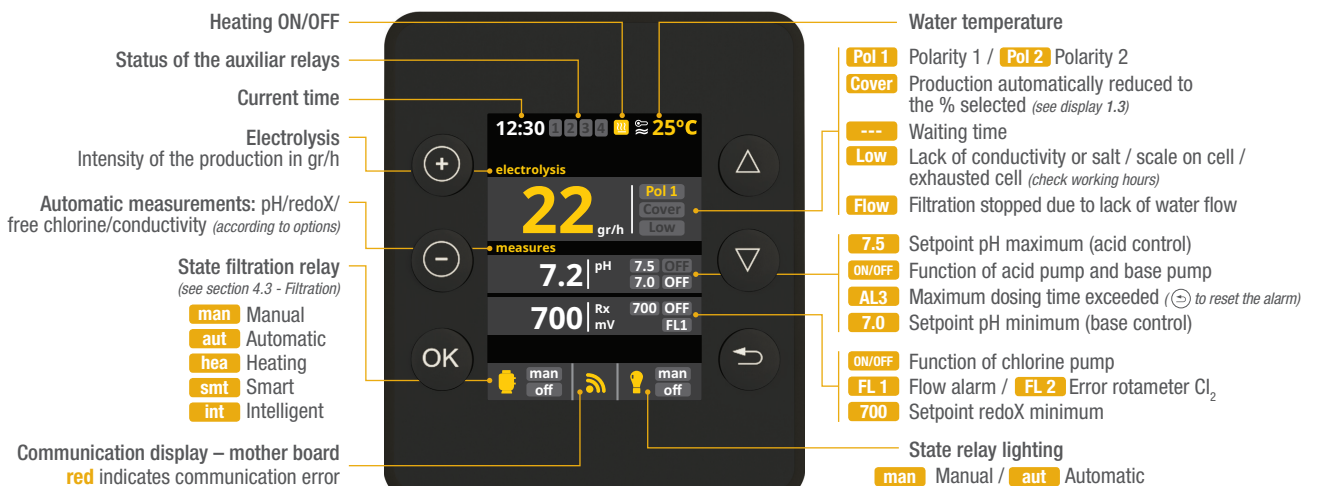 Heating ON/OFF
Status of the auxiliar relays
Current time
Electrolysis
Intensity of the production in gr/h
Automatic measurements: pH/redoX/
free chlorine/conductivity (according to options)
State filtration relay
(see section 4.3 - Filtration)
man Manual
aut Automatic
hea Heating
smt Smart
int Intelligent
Communication display – mother board
red indicates communication error
12:30 1 2 3 4 25ºC
electrolysis
22 gr/h
Pol 1
Cover
Low
measures
7.2 pH 7.5 OFF
7.0 OFF
700 Rx mV 700 OFF
FL1
man
off
man
off
+
−
OK
Water temperature
Pol 1 Polarity 1 / Pol 2 Polarity 2
Cover Production automatically reduced to
the % selected (see display 1.3)
--- Waiting time
Low Lack of conductivity or salt / scale on cell /
exhausted cell (check working hours)
Flow Filtration stopped due to lack of water flow
7.5 Setpoint pH maximum (acid control)
ON/OFF Function of acid pump and base pump
AL3 Maximum dosing time exceeded ( to reset the alarm)
7.0 Setpoint pH minimum (base control)
ON/OFF Function of chlorine pump
FL 1 Flow alarm / FL 2 Error rotameter Cl2
700 Setpoint redoX minimum
State relay lighting
man Manual / aut Automatic